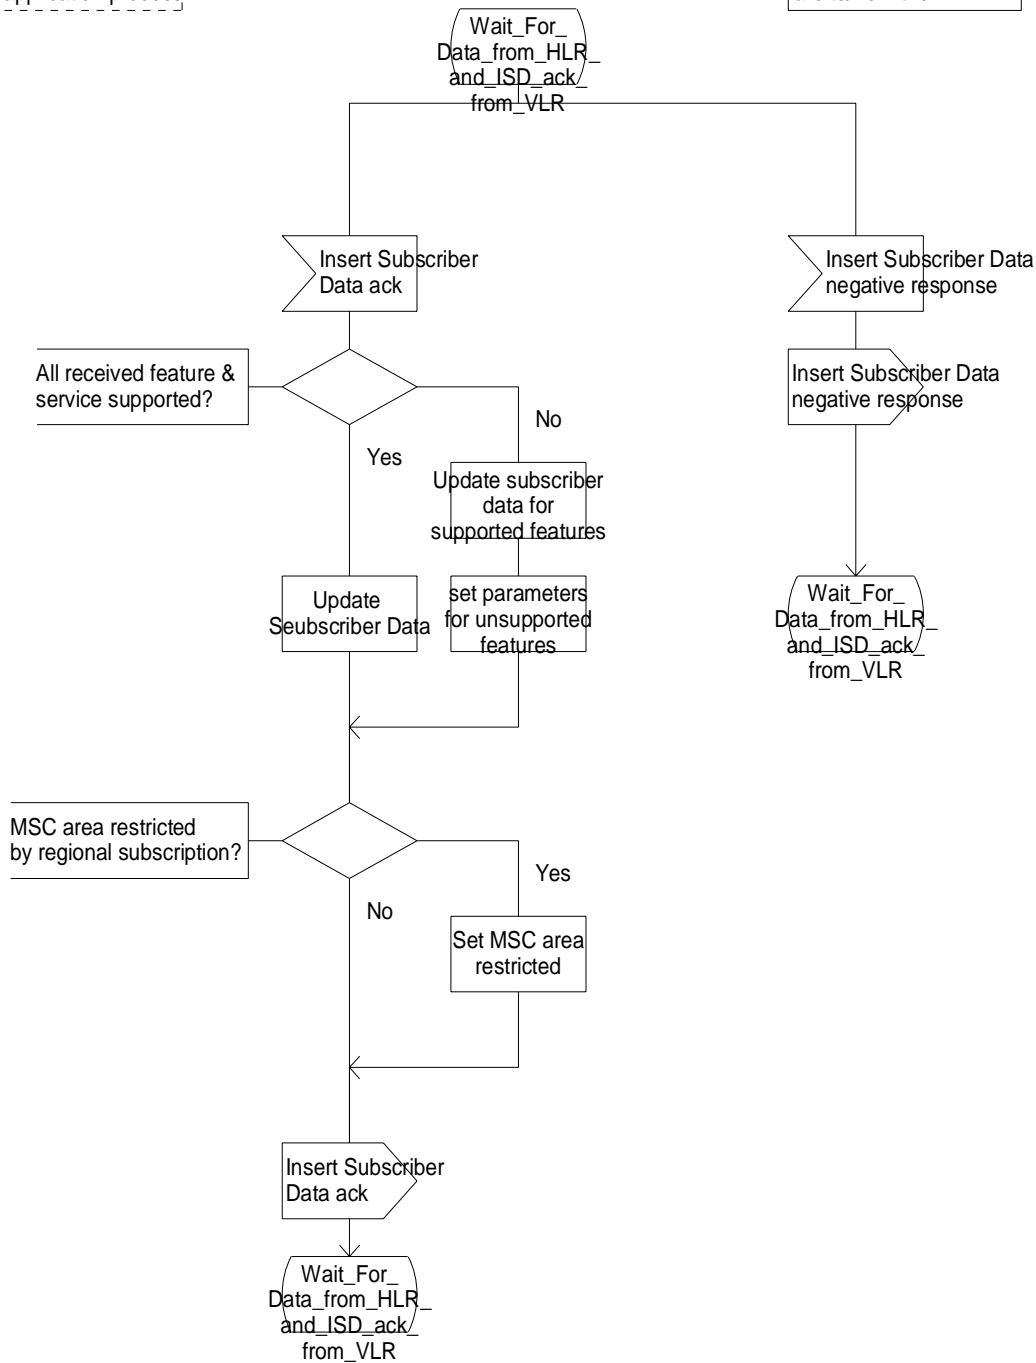 Wait_For_
Data_from_HLR_
and_ISD_ack_
from_VLR
Insert Subscriber
Data ack
Insert Subscriber Data
negative response
All received feature &
service supported?
Insert Subscriber Data
negative response
No
Yes
Update subscriber
data for
supported features
Update
Seubscriber Data
set parameters
for unsupported
features
Wait_For_
Data_from_HLR_
and_ISD_ack_
from_VLR
MSC area restricted
by regional subscription?
Yes
No
Set MSC area
restricted
Insert Subscriber
Data ack
Wait_For_
Data_from_HLR_
and_ISD_ack_
from_VLR